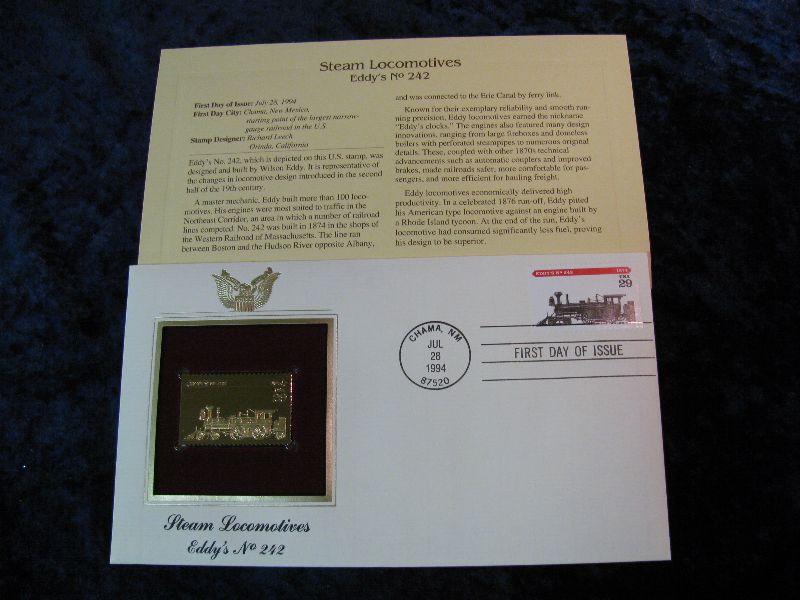 Steam Locomotives
Eddy's Nº 242
First Day of Issue: July 28, 1994
First Day City: Chama, New Mexico,
starting point of the largest narrow-
gauge railroad in the U.S.
Stamp Designer: Richard Leech
Orinda, California
Eddy's No. 242, which is depicted on this U.S. stamp, was
designed and built by Wilson Eddy. It is representative of
the changes in locomotive design introduced in the second
half of the 19th century.
A master mechanic, Eddy built more than 100 loco-
motives. His engines were most suited to traffic in the
Northeast Corridor, an area in which a number of railroad
lines competed. No. 242 was built in 1874 in the shops of
the Western Railroad of Massachusetts. The line ran
between Boston and the Hudson River opposite Albany,
and was connected to the Erie Canal by ferry link.
Known for their exemplary reliability and smooth run-
ning precision, Eddy locomotives earned the nickname
"Eddy's clocks." The engines also featured many design
innovations, ranging from large fireboxes and domeless
boilers with perforated steampipes to numerous original
details. These, coupled with other 1870s technical
advancements such as automatic couplers and improved
brakes, made railroads safer, more comfortable for pas-
sengers, and more efficient for hauling freight.
Eddy locomotives economically delivered high
productivity. In a celebrated 1876 run-off, Eddy pitted
his American type locomotive against an engine built by
a Rhode Island tycoon. At the end of the run, Eddy's
locomotive had consumed significantly less fuel, proving
his design to be superior.
EDDY'S Nº 242 1874
USA
29
CHAMA, NM
JUL
28
1994
87520
FIRST DAY OF ISSUE
Steam Locomotives
Eddy's Nº 242